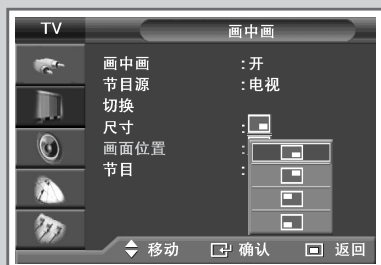 TV 画中画
画中画 :开
节目源 :电视
切换
尺寸 :
画面位置 :
节目 :
移动 确认 返回